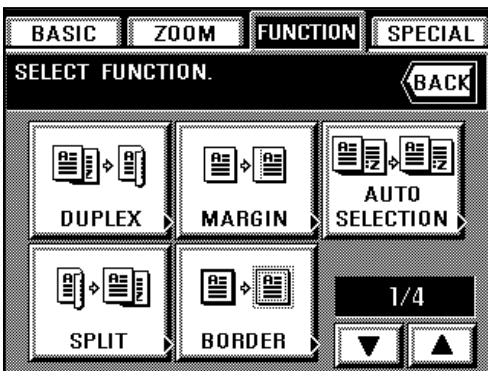 BASIC ZOOM FUNCTION SPECIAL
SELECT FUNCTION. BACK
DUPLEX MARGIN AUTO SELECTION
SPLIT BORDER 1/4